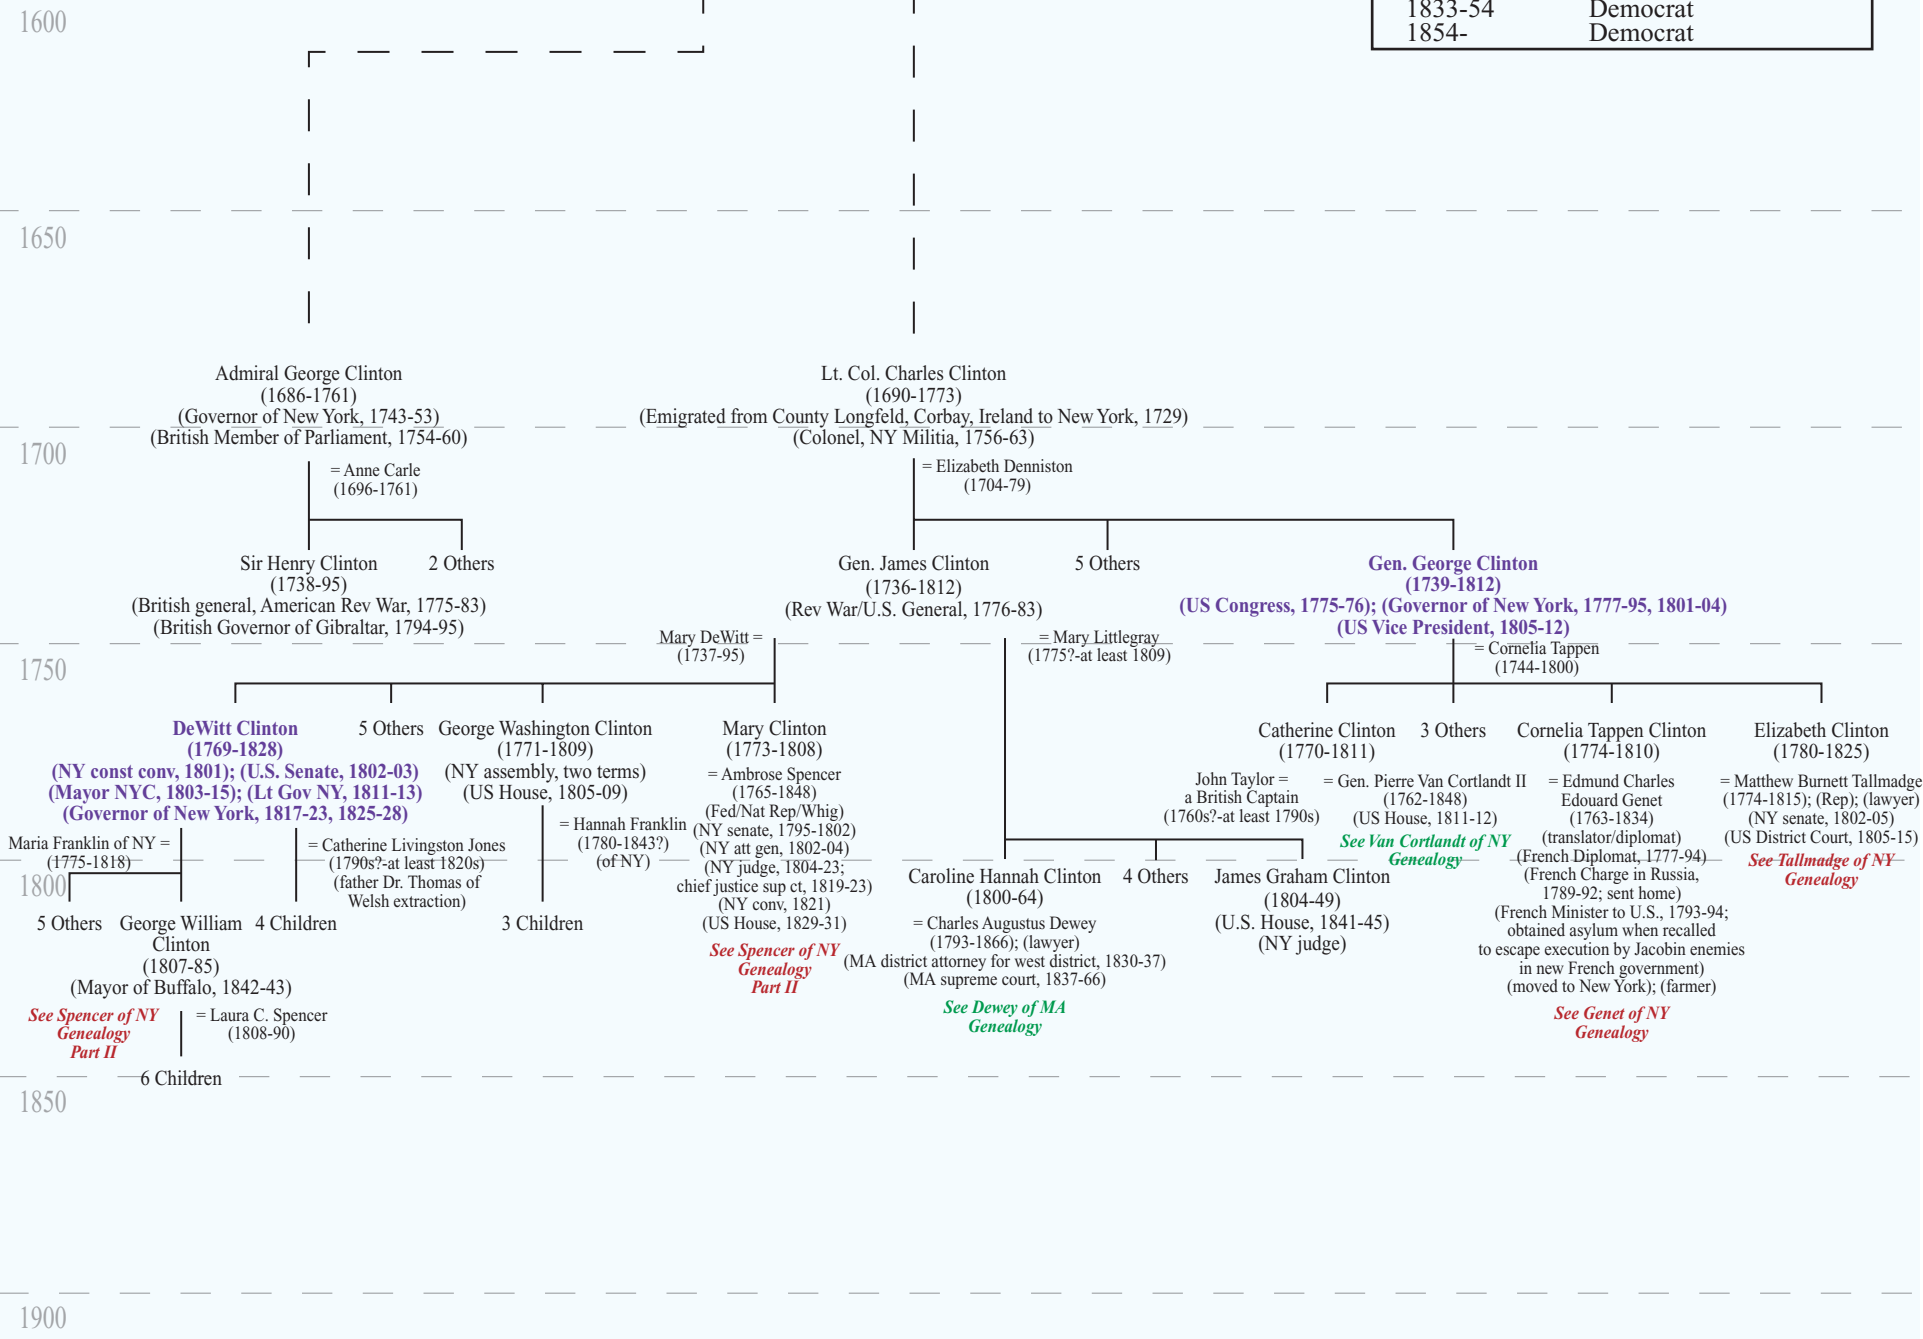 1600
1833-54 Democrat
1854- Democrat
1650
Admiral George Clinton
(1686-1761)
(Governor of New York, 1743-53)
(British Member of Parliament, 1754-60)
Lt. Col. Charles Clinton
(1690-1773)
(Emigrated from County Longfeld, Corbay, Ireland to New York, 1729)
(Colonel, NY Militia, 1756-63)
1700
= Anne Carle
(1696-1761)
= Elizabeth Denniston
(1704-79)
Sir Henry Clinton
(1738-95)
(British general, American Rev War, 1775-83)
(British Governor of Gibraltar, 1794-95)
2 Others
Gen. James Clinton
(1736-1812)
(Rev War/U.S. General, 1776-83)
5 Others
Gen. George Clinton
(1739-1812)
(US Congress, 1775-76); (Governor of New York, 1777-95, 1801-04)
(US Vice President, 1805-12)
Mary DeWitt =
(1737-95)
= Mary Littlegray
(1775?-at least 1809)
= Cornelia Tappen
(1744-1800)
1750
DeWitt Clinton
(1769-1828)
(NY const conv, 1801); (U.S. Senate, 1802-03)
(Mayor NYC, 1803-15); (Lt Gov NY, 1811-13)
(Governor of New York, 1817-23, 1825-28)
5 Others
George Washington Clinton
(1771-1809)
(NY assembly, two terms)
(US House, 1805-09)
Mary Clinton
(1773-1808)
= Ambrose Spencer
(1765-1848)
(Fed/Nat Rep/Whig)
(NY senate, 1795-1802)
(NY att gen, 1802-04)
(NY judge, 1804-23;
chief justice sup ct, 1819-23)
(NY conv, 1821)
(US House, 1829-31)
See Spencer of NY
Genealogy
Part II
Catherine Clinton
(1770-1811)
John Taylor =
a British Captain
(1760s?-at least 1790s)
= Gen. Pierre Van Cortlandt II
(1762-1848)
(US House, 1811-12)
See Van Cortlandt of NY
Genealogy
3 Others
Cornelia Tappen Clinton
(1774-1810)
= Edmund Charles
Edouard Genet
(1763-1834)
(translator/diplomat)
(French Diplomat, 1777-94)
(French Charge in Russia,
1789-92; sent home)
(French Minister to U.S., 1793-94;
obtained asylum when recalled
to escape execution by Jacobin enemies
in new French government)
(moved to New York); (farmer)
See Genet of NY
Genealogy
Elizabeth Clinton
(1780-1825)
= Matthew Burnett Tallmadge
(1774-1815); (Rep); (lawyer)
(NY senate, 1802-05)
(US District Court, 1805-15)
See Tallmadge of NY
Genealogy
Maria Franklin of NY =
(1775-1818)
= Catherine Livingston Jones
(1790s?-at least 1820s)
(father Dr. Thomas of
Welsh extraction)
= Hannah Franklin
(1780-1843?)
(of NY)
1800
5 Others
George William
Clinton
(1807-85)
(Mayor of Buffalo, 1842-43)
4 Children
3 Children
Caroline Hannah Clinton
(1800-64)
= Charles Augustus Dewey
(1793-1866); (lawyer)
(MA district attorney for west district, 1830-37)
(MA supreme court, 1837-66)
See Dewey of MA
Genealogy
4 Others
James Graham Clinton
(1804-49)
(U.S. House, 1841-45)
(NY judge)
See Spencer of NY
Genealogy
Part II
= Laura C. Spencer
(1808-90)
6 Children
1850
1900